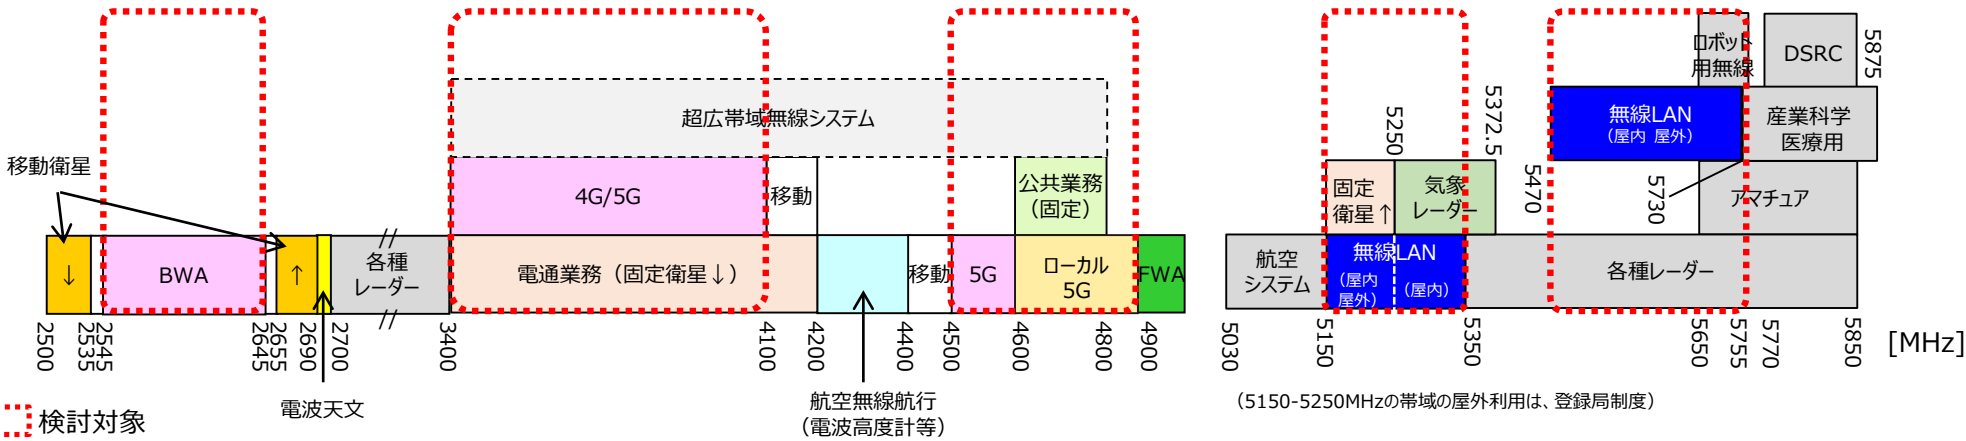 ロボット
用無線
DSRC
5875
超広帯域無線システム
無線LAN
(屋内 屋外)
産業科学
医療用
移動衛星
4G/5G
移動
公共業務
(固定)
5250
5372.5
固定
衛星↑
気象
レーダー
5470
5730
アマチュア
↓
BWA
↑
各種
レーダー
電通業務(固定衛星↓)
移動
5G
ローカル
5G
FWA
航空
システム
無線LAN
(屋内
屋外)
(屋内)
各種レーダー
2500
2535
2545
2645
2655
2690
2700
3400
4100
4200
4400
4500
4600
4800
4900
5030
5150
5350
5650
5755
5770
5850
[MHz]
電波天文
航空無線航行
(電波高度計等)
(5150-5250MHzの帯域の屋外利用は、登録局制度)
検討対象